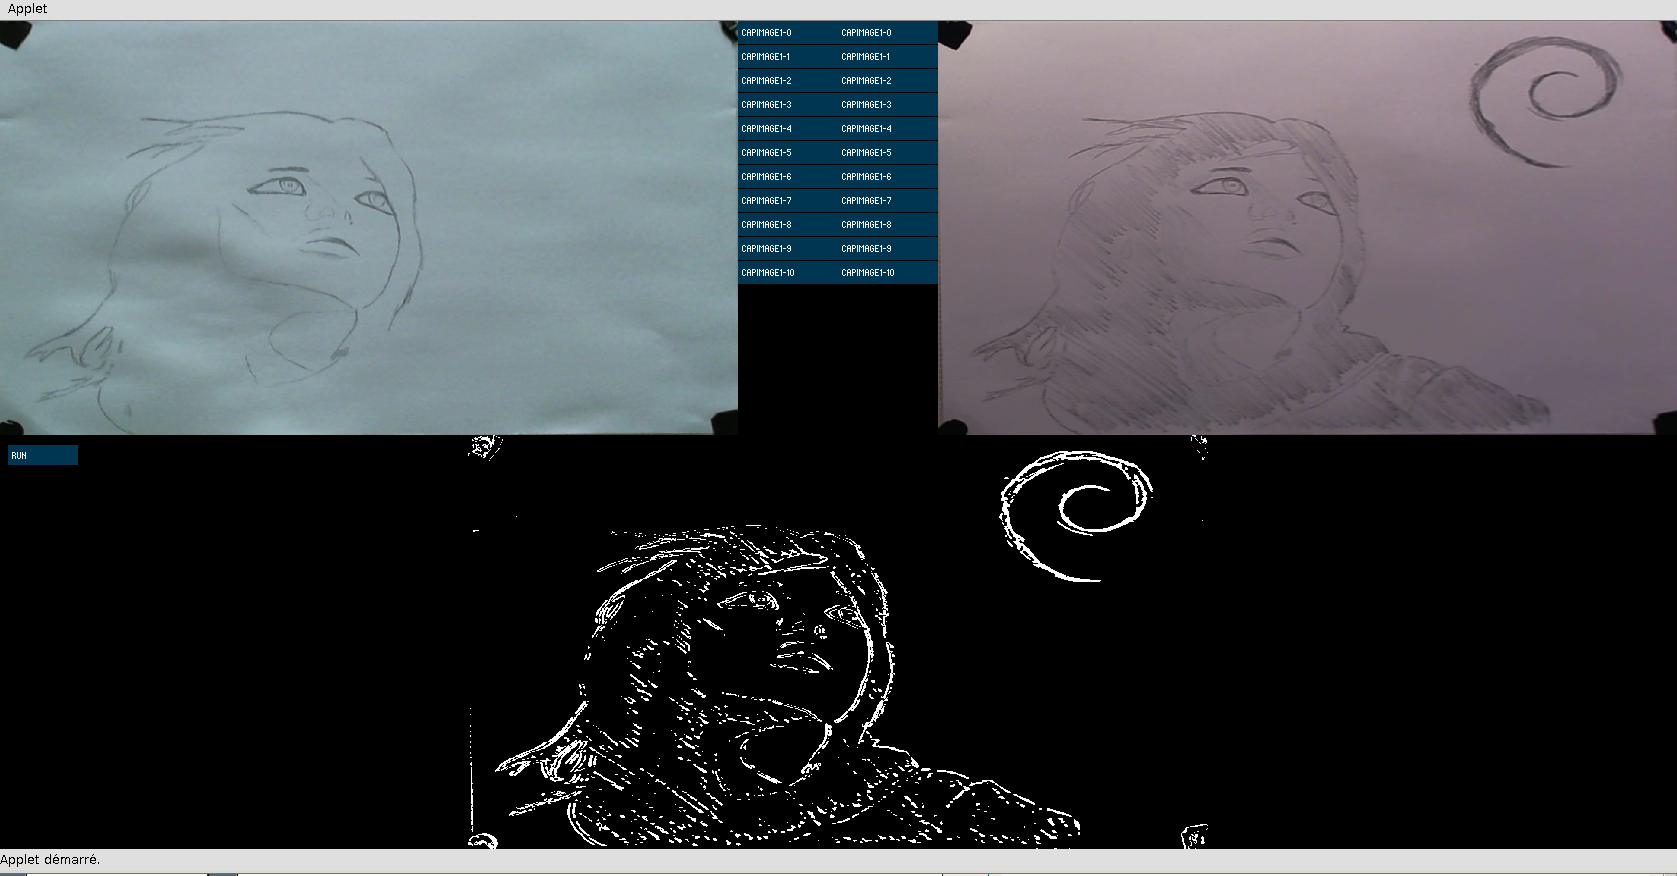 Applet
CAPIMAGE1-0 CAPIMAGE1-0
CAPIMAGE1-1 CAPIMAGE1-1
CAPIMAGE1-2 CAPIMAGE1-2
CAPIMAGE1-3 CAPIMAGE1-3
CAPIMAGE1-4 CAPIMAGE1-4
CAPIMAGE1-5 CAPIMAGE1-5
CAPIMAGE1-6 CAPIMAGE1-6
CAPIMAGE1-7 CAPIMAGE1-7
CAPIMAGE1-8 CAPIMAGE1-8
CAPIMAGE1-9 CAPIMAGE1-9
CAPIMAGE1-10 CAPIMAGE1-10
RUN
Applet démarré.